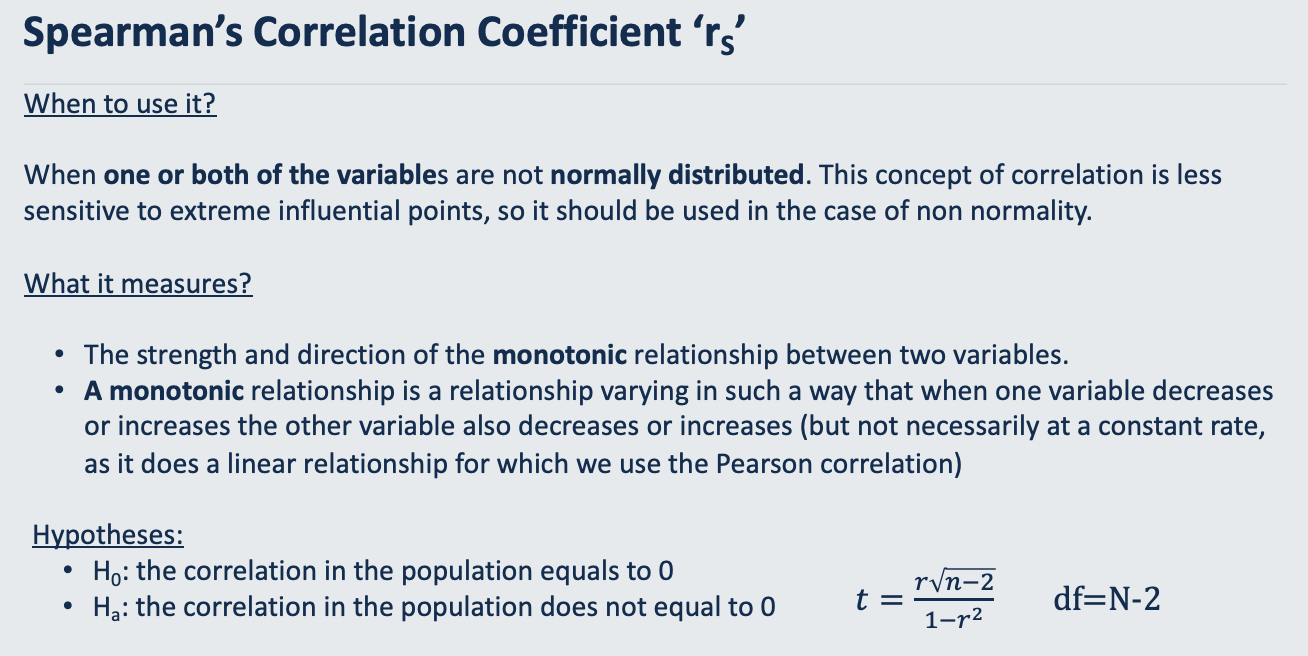 Spearman’s Correlation Coefficient ‘rₛ’
When to use it?
When one or both of the variables are not normally distributed. This concept of correlation is less
sensitive to extreme influential points, so it should be used in the case of non normality.
What it measures?
• The strength and direction of the monotonic relationship between two variables.
• A monotonic relationship is a relationship varying in such a way that when one variable decreases
or increases the other variable also decreases or increases (but not necessarily at a constant rate,
as it does a linear relationship for which we use the Pearson correlation)
Hypotheses:
• H₀: the correlation in the population equals to 0
• Hₐ: the correlation in the population does not equal to 0
t = r√n−2 / 1−r² df=N-2